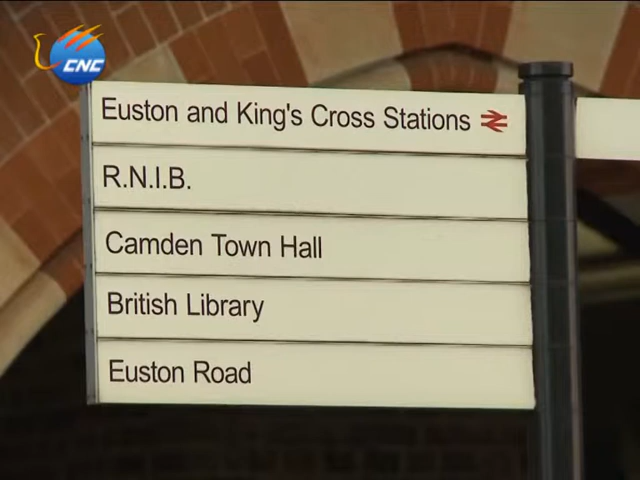 CNC
Euston and King's Cross Stations
R.N.I.B.
Camden Town Hall
British Library
Euston Road